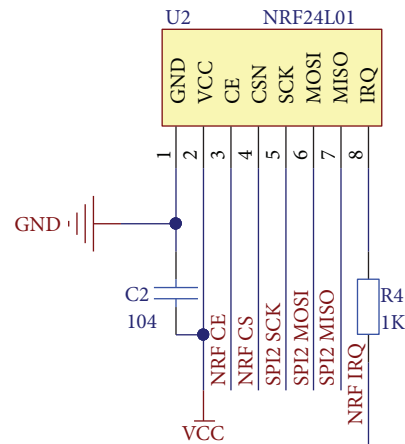 U2 NRF24L01
GND
VCC
CE
CSN
SCK
MOSI
MISO
IRQ
1
2
3
4
5
6
7
8
GND
C2
104
NRF CE
NRF CS
SPI2 SCK
SPI2 MOSI
SPI2 MISO
NRF IRQ
R4
1K
VCC